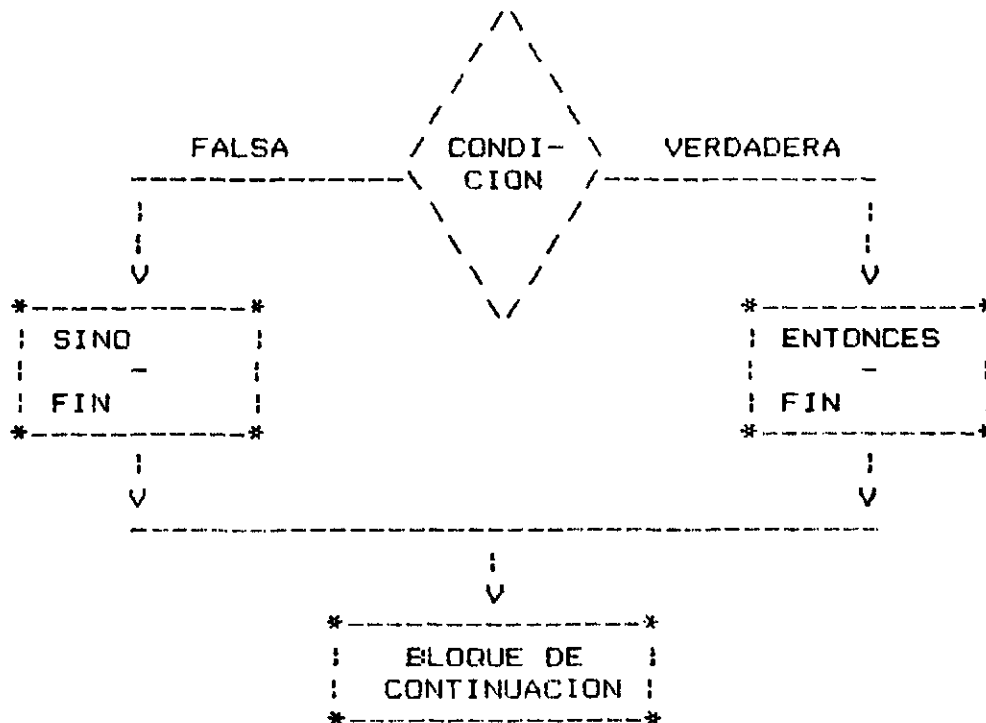 FALSA CONDI- VERDADERA
CION
SINO ENTONCES
-
-
FIN FIN
BLOQUE DE
CONTINUACION